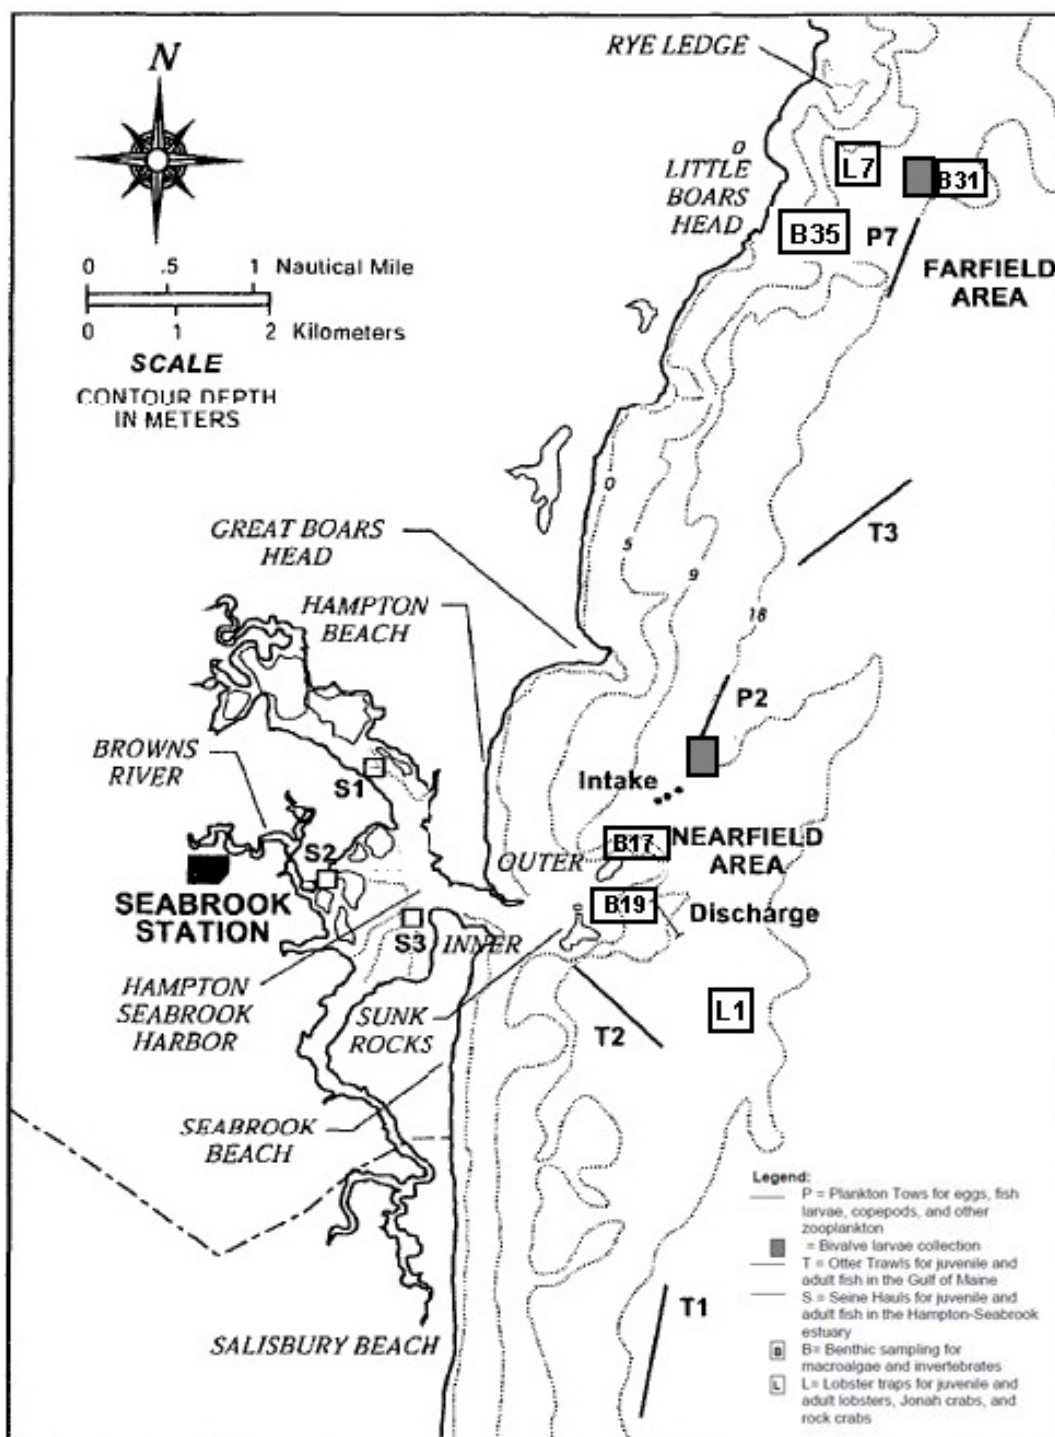 N
RYE LEDGE
LITTLE
BOARS
HEAD
L7
B31
B35
P7
FARFIELD
AREA
0 .5 1 Nautical Mile
0 1 2 Kilometers
SCALE
CONTOUR DEPTH
IN METERS
0
5
9
18
T3
GREAT BOARS
HEAD
HAMPTON
BEACH
P2
Intake
BROWNS
RIVER
S1
B17
NEARFIELD
AREA
OUTER
S2
SEABROOK
STATION
B19
Discharge
S3
INNER
HAMPTON
SEABROOK
HARBOR
SUNK
ROCKS
T2
L1
SEABROOK
BEACH
SALISBURY BEACH
T1
Legend:
P = Plankton Tows for eggs, fish
larvae, copepods, and other
zooplankton
= Bivalve larvae collection
T = Otter Trawls for juvenile and
adult fish in the Gulf of Maine
S = Seine Hauls for juvenile and
adult fish in the Hampton-Seabrook
estuary
B B= Benthic sampling for
macroalgae and invertebrates
L L= Lobster traps for juvenile and
adult lobsters, Jonah crabs, and
rock crabs